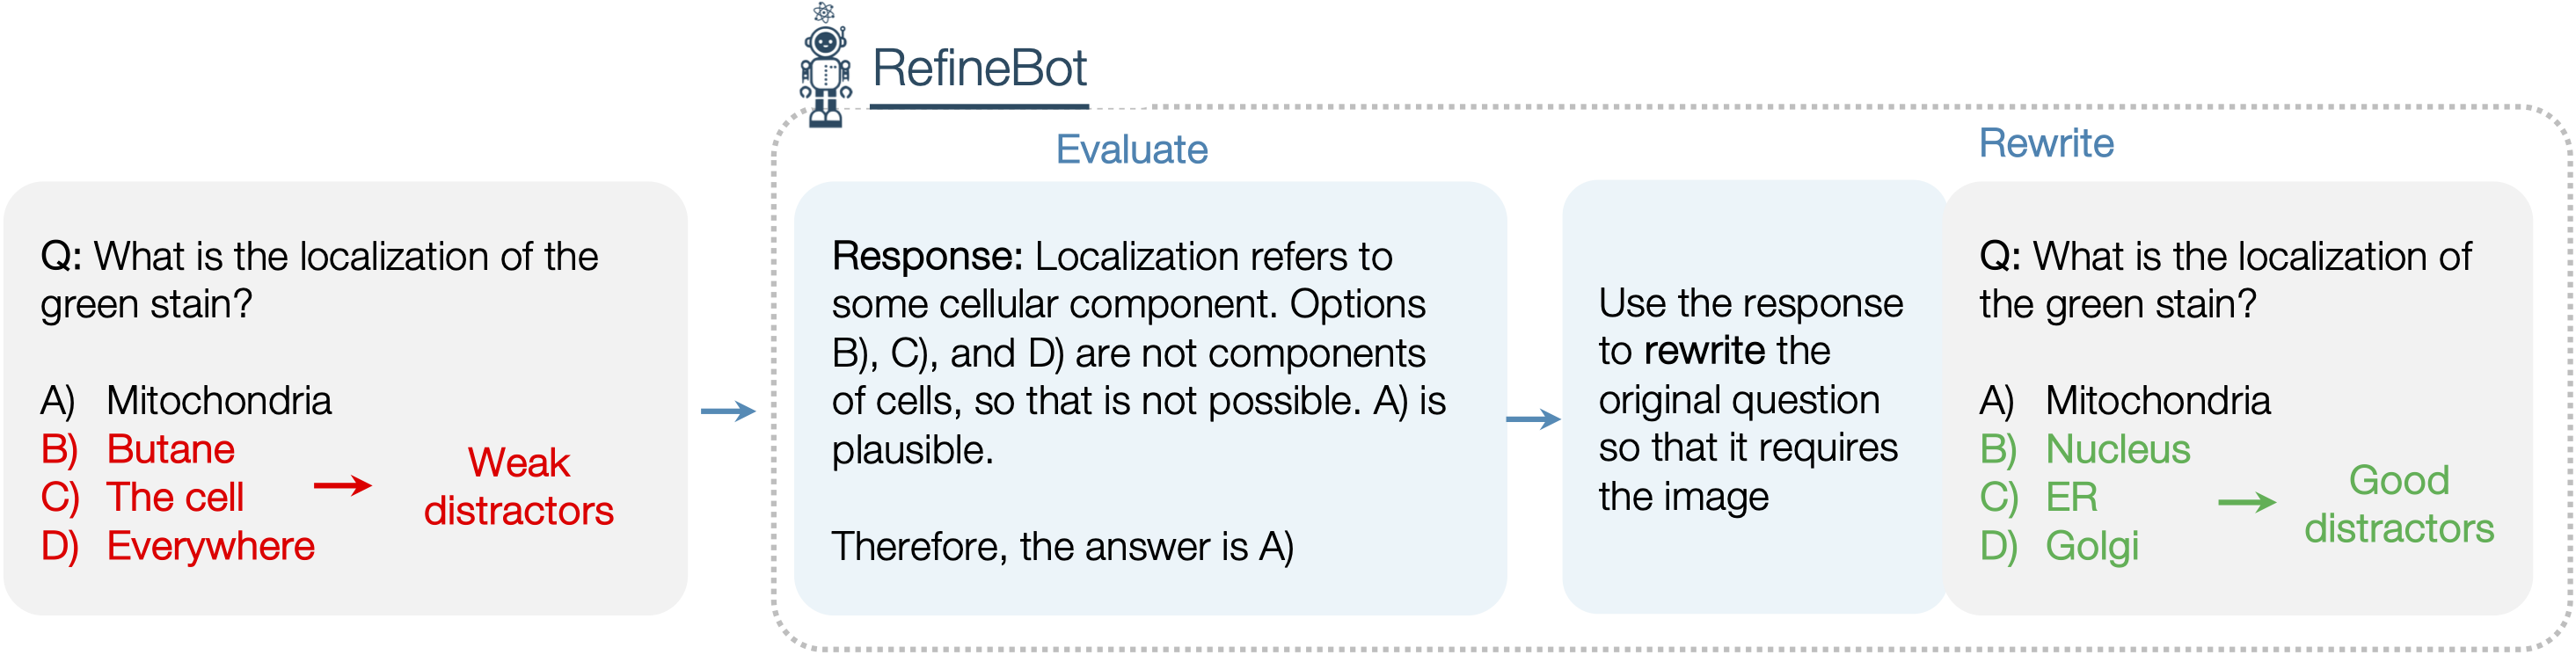 RefineBot
Evaluate
Rewrite
Q: What is the localization of the
green stain?
A) Mitochondria
B) Butane
C) The cell
D) Everywhere
Weak
distractors
Response: Localization refers to
some cellular component. Options
B), C), and D) are not components
of cells, so that is not possible. A) is
plausible.
Therefore, the answer is A)
Use the response
to rewrite the
original question
so that it requires
the image
Q: What is the localization of
the green stain?
A) Mitochondria
B) Nucleus
C) ER
D) Golgi
Good
distractors